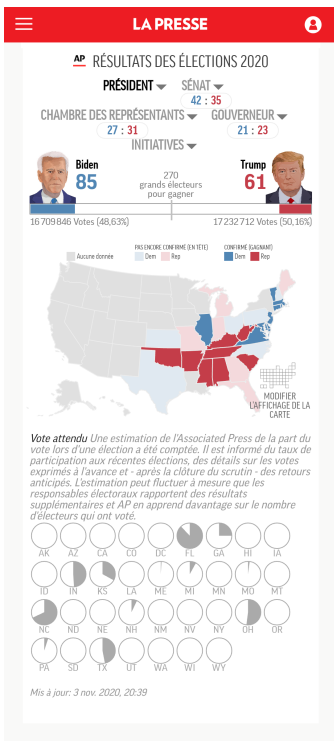 LA PRESSE
AP RÉSULTATS DES ÉLECTIONS 2020
PRÉSIDENT SÉNAT
42 : 35
CHAMBRE DES REPRÉSENTANTS GOUVERNEUR
27 : 31 21 : 23
INITIATIVES
Biden
85
270
grands électeurs
pour gagner
Trump
61
16 709 846 Votes (48,63%) 17 232 712 Votes (50,16%)
PAS ENCORE CONFIRMÉ (EN TÊTE) CONFIRMÉ (GAGNANT)
Aucune donnée Dem Rep Dem Rep
MODIFIER
L'AFFICHAGE DE LA
CARTE
Vote attendu Une estimation de l'Associated Press de la part du
vote lors d'une élection a été comptée. Il est informé du taux de
participation aux récentes élections, des détails sur les votes
exprimés à l'avance et - après la clôture du scrutin - des retours
anticipés. L'estimation peut fluctuer à mesure que les
responsables électoraux rapportent des résultats
supplémentaires et AP en apprend davantage sur le nombre
d'électeurs qui ont voté.
AK AZ CA CO DC FL GA HI IA
ID IN KS LA ME MI MN MO MT
NC ND NE NH NM NV NY OH OR
PA SD TX UT WA WI WY
Mis à jour: 3 nov. 2020, 20:39